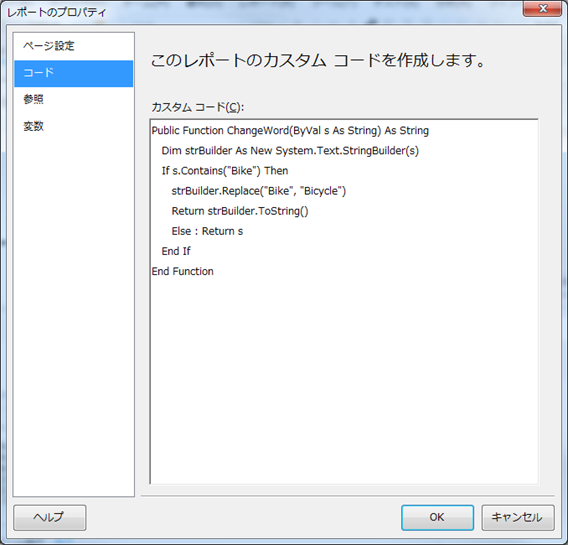 レポートのプロパティ
ページ設定
コード
参照
変数
このレポートのカスタム コードを作成します。
カスタム コード(C):
Public Function ChangeWord(ByVal s As String) As String
Dim strBuilder As New System.Text.StringBuilder(s)
If s.Contains("Bike") Then
strBuilder.Replace("Bike", "Bicycle")
Return strBuilder.ToString()
Else : Return s
End If
End Function
ヘルプ
OK
キャンセル